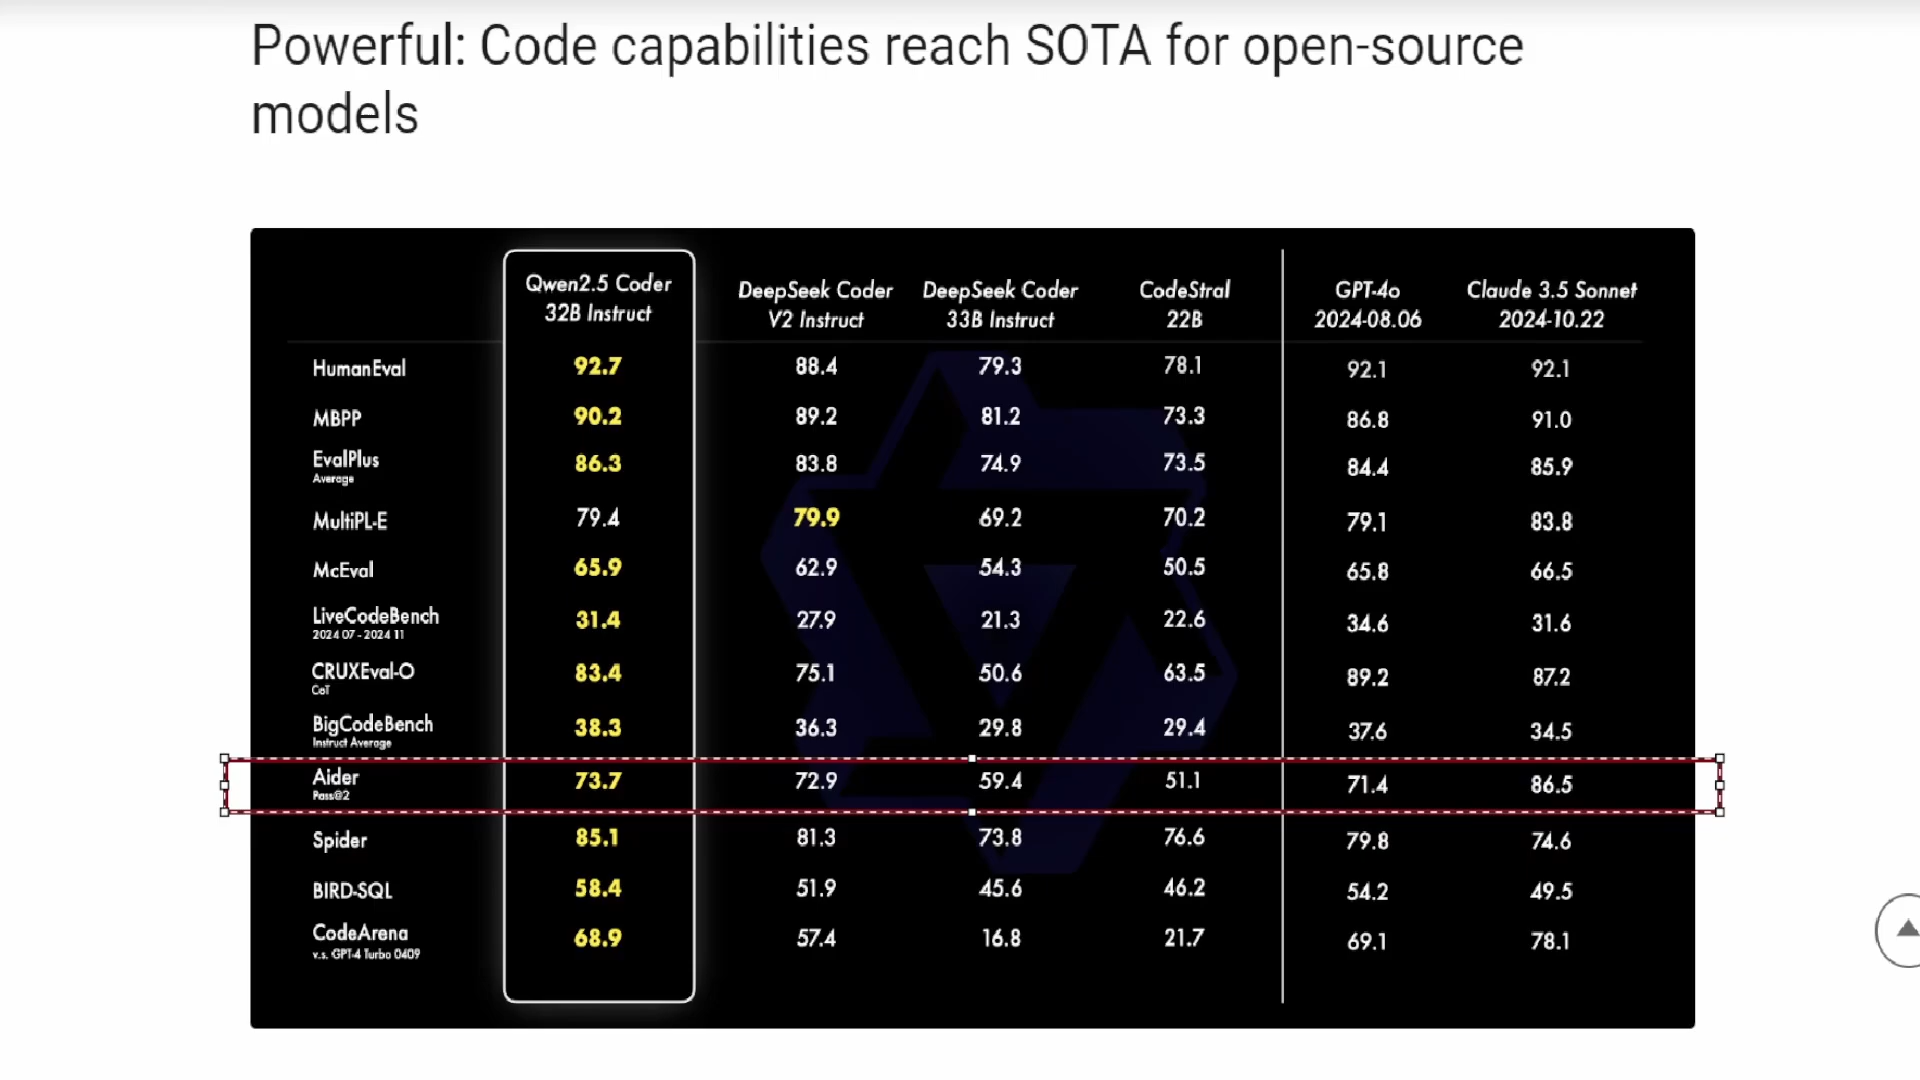 Powerful: Code capabilities reach SOTA for open-source
models
Qwen2.5 Coder 32B Instruct
DeepSeek Coder V2 Instruct
DeepSeek Coder 33B Instruct
CodeStral 22B
GPT-4o 2024-08.06
Claude 3.5 Sonnet 2024-10.22
HumanEval 92.7 88.4 79.3 78.1 92.1 92.1
MBPP 90.2 89.2 81.2 73.3 86.8 91.0
EvalPlus 86.3 83.8 74.9 73.5 84.4 85.9
Average
MultiPL-E 79.4 79.9 69.2 70.2 79.1 83.8
McEval 65.9 62.9 54.3 50.5 65.8 66.5
LiveCodeBench 31.4 27.9 21.3 22.6 34.6 31.6
2024 07 - 2024 11
CRUXEval-O 83.4 75.1 50.6 63.5 89.2 87.2
CoT
BigCodeBench 38.3 36.3 29.8 29.4 37.6 34.5
Instruct Average
Aider 73.7 72.9 59.4 51.1 71.4 86.5
Pass@2
Spider 85.1 81.3 73.8 76.6 79.8 74.6
BIRD-SQL 58.4 51.9 45.6 46.2 54.2 49.5
CodeArena 68.9 57.4 16.8 21.7 69.1 78.1
v.s. GPT-4 Turbo 0409